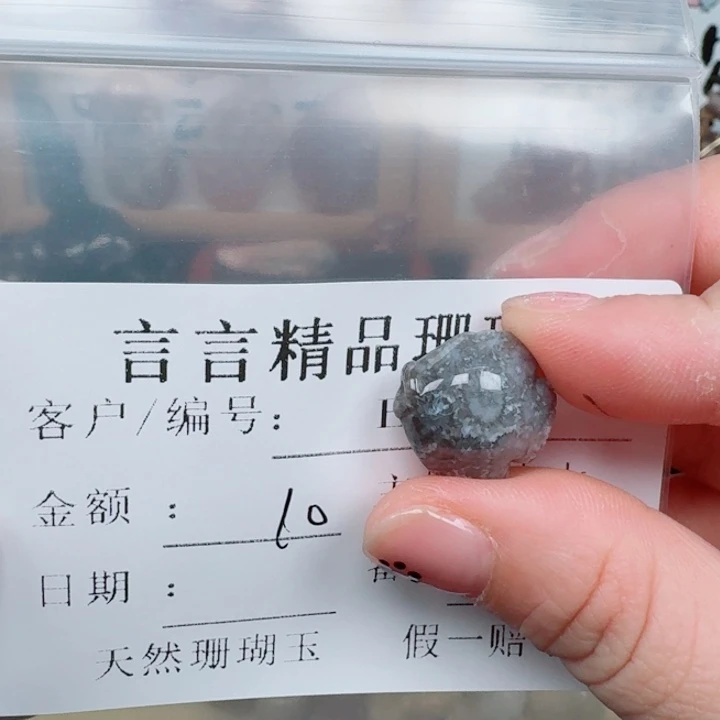 言言精品珊
客户/编号:
金额 : 10
日期 :
天然珊瑚玉 假一赔